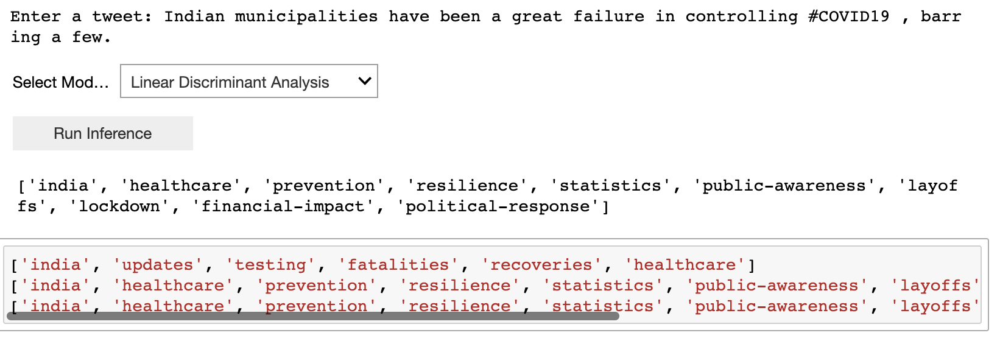 Enter a tweet: Indian municipalities have been a great failure in controlling #COVID19 , barr
ing a few.
Select Mod...
Linear Discriminant Analysis
Run Inference
['india', 'healthcare', 'prevention', 'resilience', 'statistics', 'public-awareness', 'layof
fs', 'lockdown', 'financial-impact', 'political-response']
['india', 'updates', 'testing', 'fatalities', 'recoveries', 'healthcare']
['india', 'healthcare', 'prevention', 'resilience', 'statistics', 'public-awareness', 'layoffs'
['india', 'healthcare', 'prevention', 'resilience', 'statistics', 'public-awareness', 'layoffs'